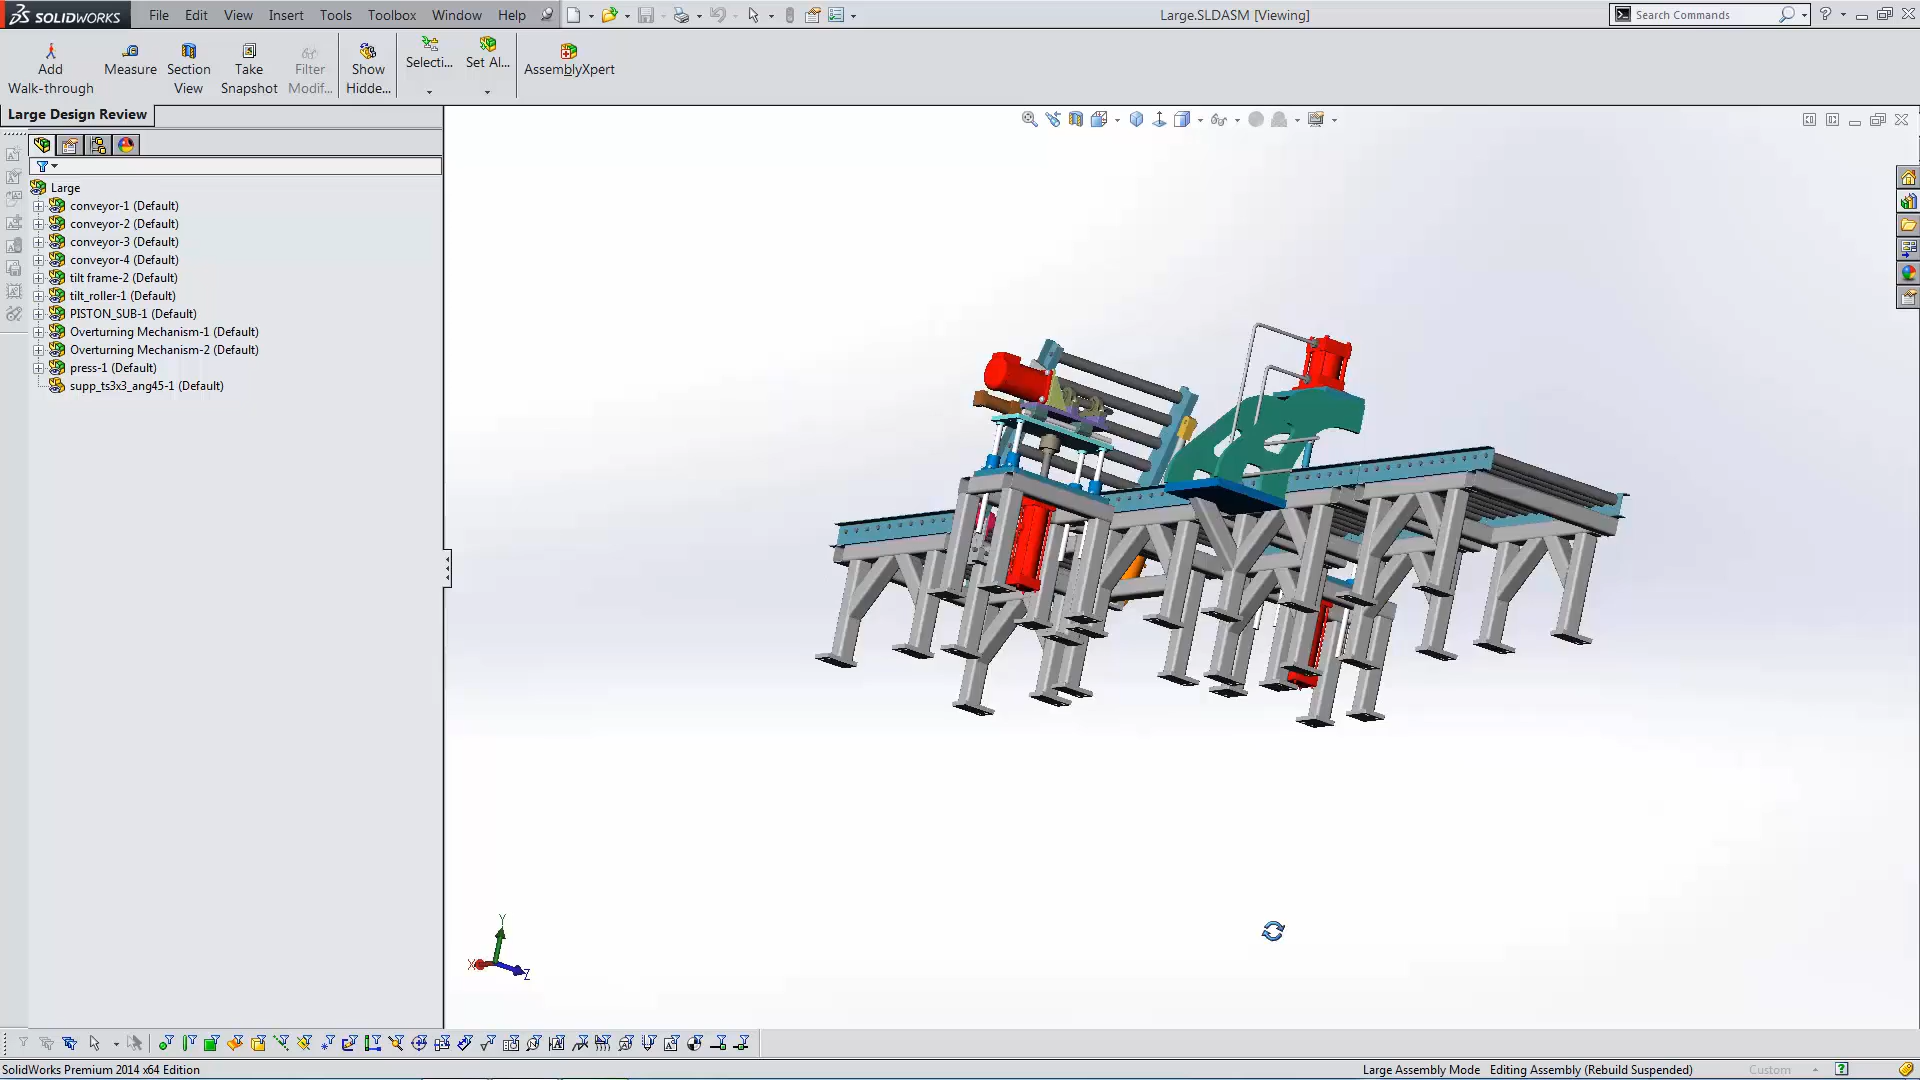 SOLIDWORKS File Edit View Insert Tools Toolbox Window Help Large.SLDASM [Viewing] Search Commands
Add Walk-through
Measure
Section View
Take Snapshot
Filter Modif...
Show Hidde...
Selecti...
Set Al...
AssemblyXpert
Large Design Review
Large
conveyor-1 (Default)
conveyor-2 (Default)
conveyor-3 (Default)
conveyor-4 (Default)
tilt frame-2 (Default)
tilt_roller-1 (Default)
PISTON_SUB-1 (Default)
Overturning Mechanism-1 (Default)
Overturning Mechanism-2 (Default)
press-1 (Default)
supp_ts3x3_ang45-1 (Default)
Y
X
Z
SolidWorks Premium 2014 x64 Edition Large Assembly Mode Editing Assembly (Rebuild Suspended) Custom